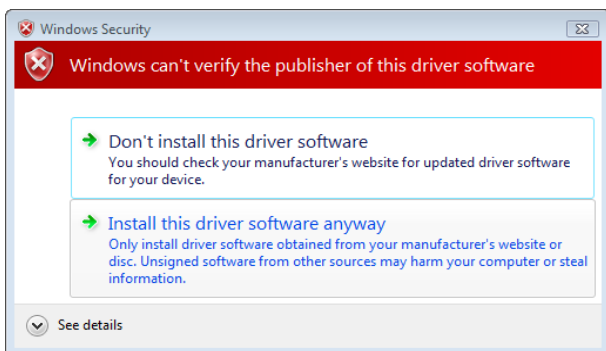 Windows Security
Windows can't verify the publisher of this driver software
Don't install this driver software
You should check your manufacturer's website for updated driver software
for your device.
Install this driver software anyway
Only install driver software obtained from your manufacturer's website or
disc. Unsigned software from other sources may harm your computer or steal
information.
See details